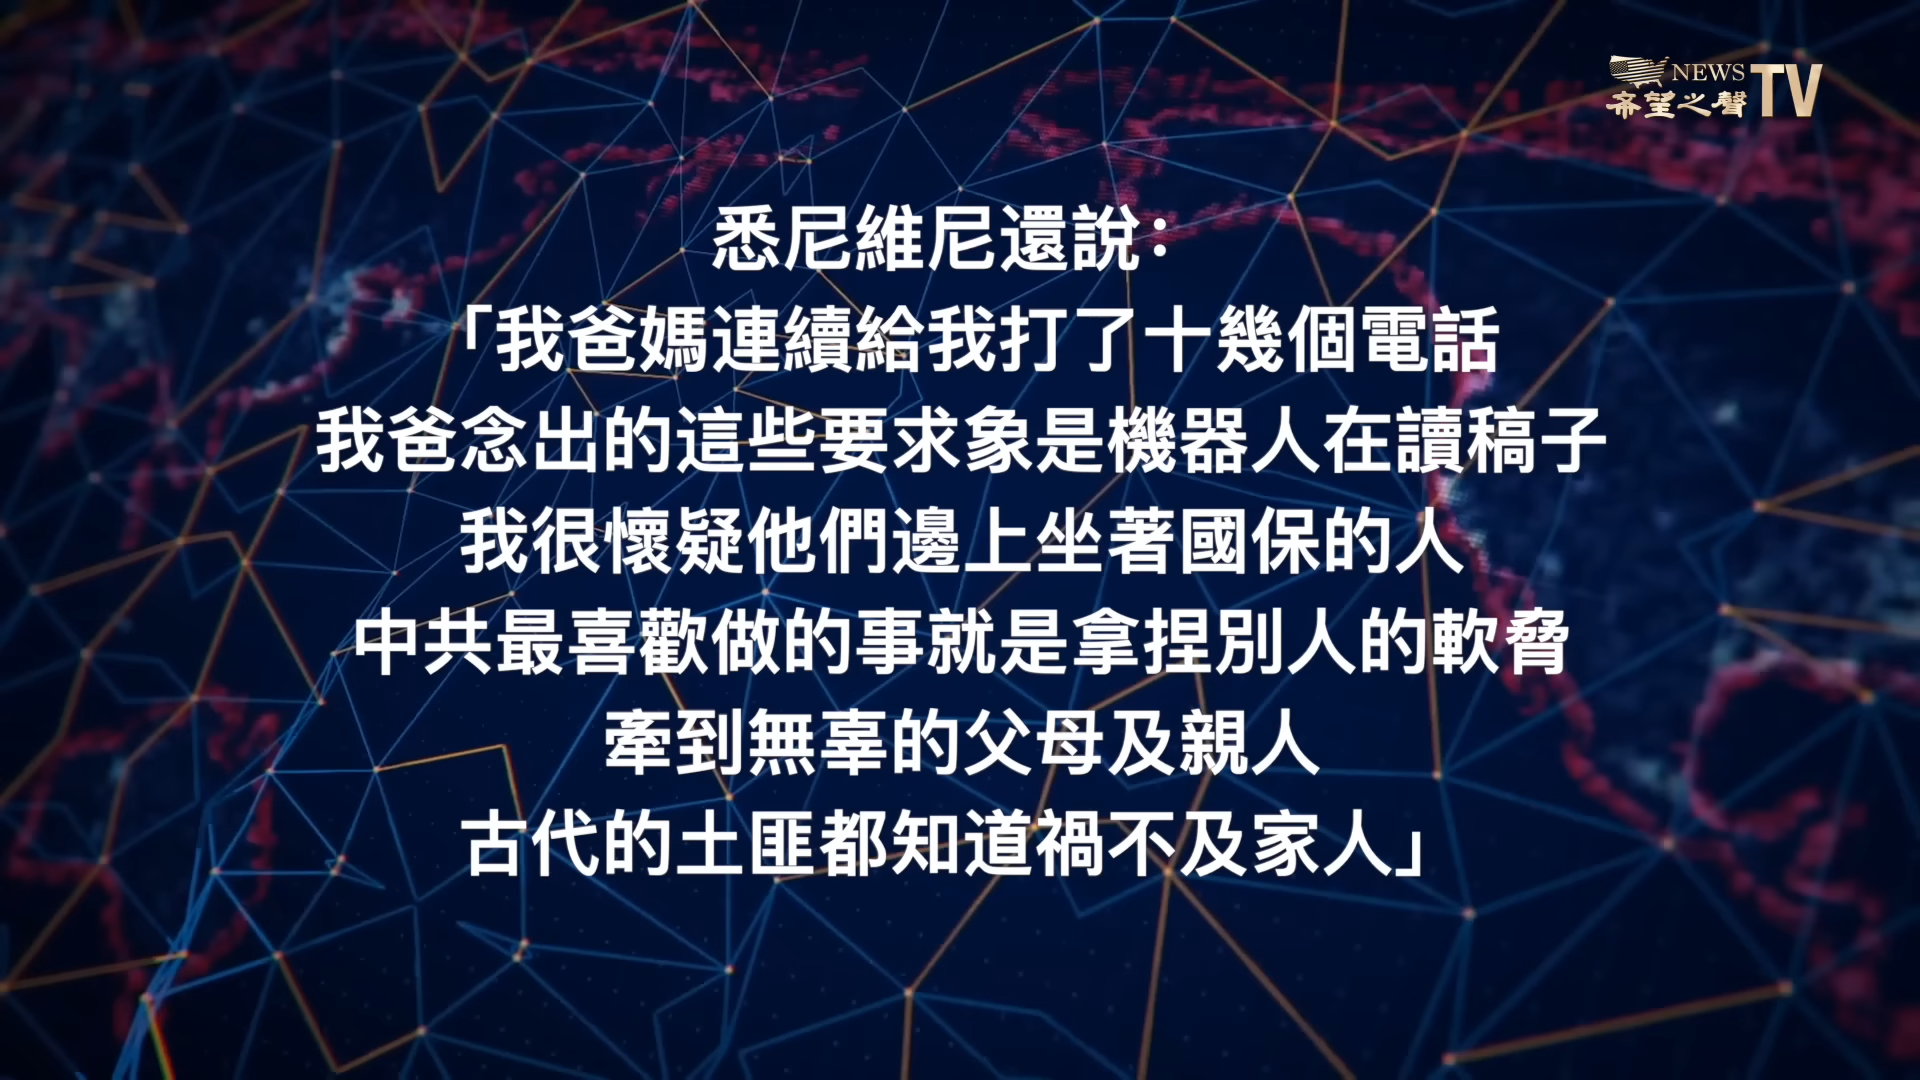 NEWS
希望之聲TV
悉尼維尼還說：
「我爸媽連續給我打了十幾個電話
我爸念出的這些要求象是機器人在讀稿子
我很懷疑他們邊上坐著國保的人
中共最喜歡做的事就是拿捏別人的軟脅
牽到無辜的父母及親人
古代的土匪都知道禍不及家人」